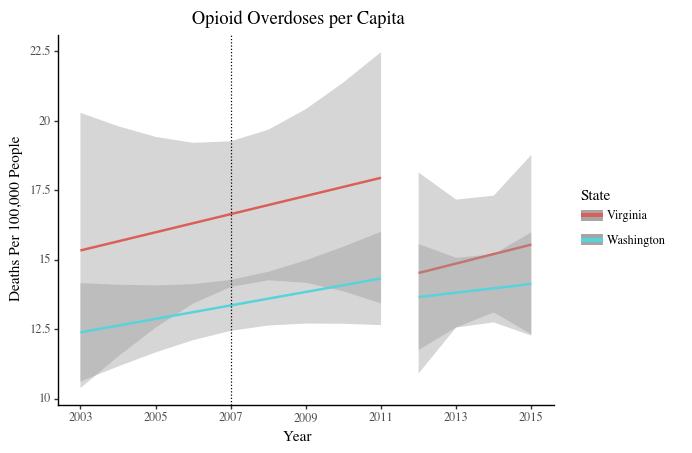 Opioid Overdoses per Capita
Deaths Per 100,000 People
22.5
20
17.5
15
12.5
10
2003 2005 2007 2009 2011 2013 2015
Year
State
Virginia
Washington